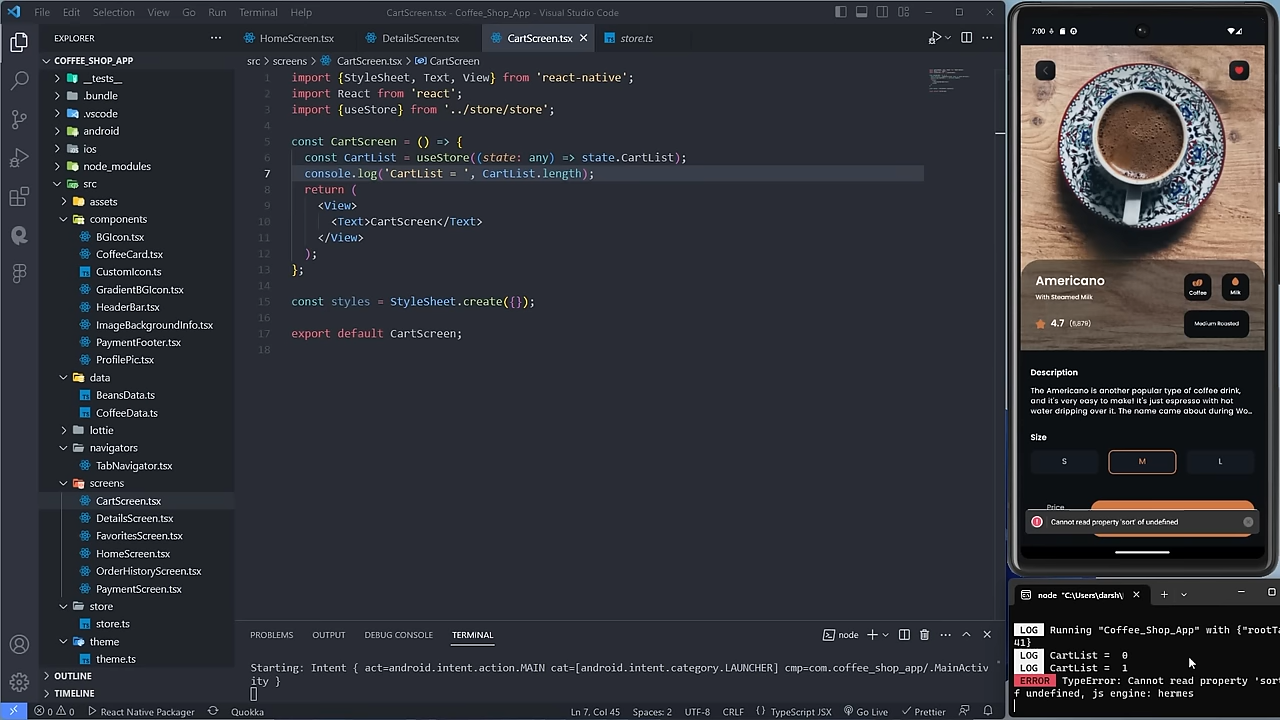 File Edit Selection View Go Run Terminal Help
CartScreen.tsx - Coffee_Shop_App - Visual Studio Code
EXPLORER
HomeScreen.tsx
DetailsScreen.tsx
CartScreen.tsx
store.ts
COFFEE_SHOP_APP
src > screens > CartScreen.tsx > CartScreen
__tests__
.bundle
.vscode
android
ios
node_modules
src
assets
components
BGIcon.tsx
CoffeeCard.tsx
CustomIcon.ts
GradientBGIcon.tsx
HeaderBar.tsx
ImageBackgroundInfo.tsx
PaymentFooter.tsx
ProfilePic.tsx
data
BeansData.ts
CoffeeData.ts
lottie
navigators
TabNavigator.tsx
screens
CartScreen.tsx
DetailsScreen.tsx
FavoritesScreen.tsx
HomeScreen.tsx
OrderHistoryScreen.tsx
PaymentScreen.tsx
store
store.ts
theme
theme.ts
OUTLINE
TIMELINE
1 import {StyleSheet, Text, View} from 'react-native';
2 import React from 'react';
3 import {useStore} from '../store/store';
4
5 const CartScreen = () => {
6 const CartList = useStore((state: any) => state.CartList);
7 console.log('CartList = ', CartList.length);
8 return (
9 <View>
10 <Text>CartScreen</Text>
11 </View>
12 );
13 };
14
15 const styles = StyleSheet.create({});
16
17 export default CartScreen;
18
PROBLEMS OUTPUT DEBUG CONSOLE TERMINAL
node
Starting: Intent { act=android.intent.action.MAIN cat=[android.intent.category.LAUNCHER] cmp=com.coffee_shop_app/.MainActiv
ity }
0 0
React Native Packager
Quokka
Ln 7, Col 45 Spaces: 2 UTF-8 CRLF {} TypeScript JSX Go Live Prettier
7:00
Americano
With Steamed Milk
Coffee
Milk
4.7 (6,879)
Medium Roasted
Description
The Americano is another popular type of coffee drink,
and it's very easy to make! it's just espresso with hot
water dripping over it. The name came about during Wo...
Size
S M L
Price
Cannot read property 'sort' of undefined
node "C:\Users\darsh\
LOG Running "Coffee_Shop_App" with {"rootTa
41}
LOG CartList = 0
LOG CartList = 1
ERROR TypeError: Cannot read property 'sor
f undefined, js engine: hermes